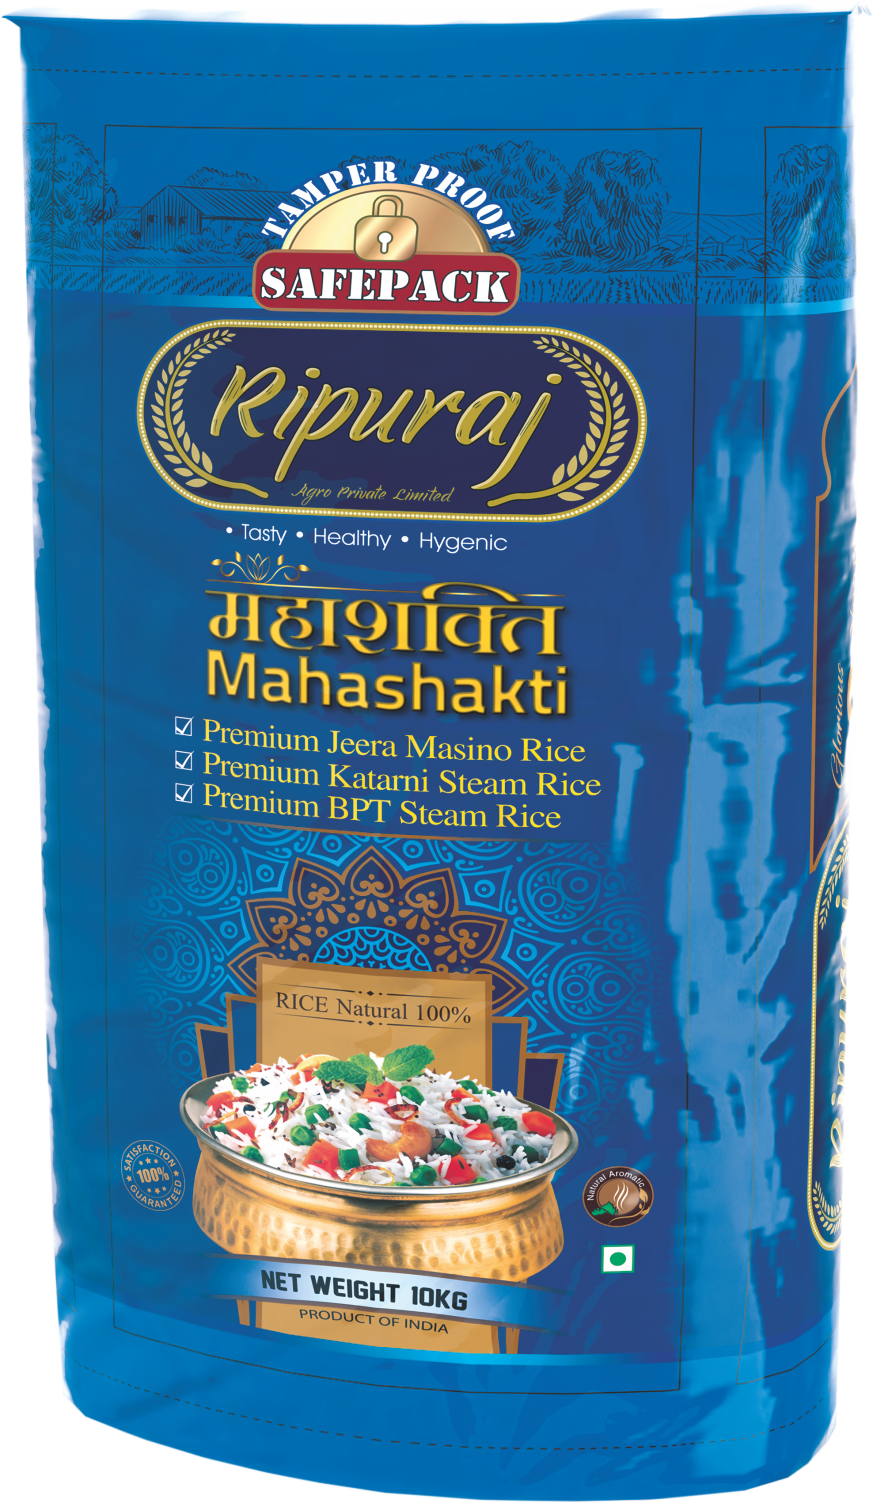 TAMPER PROOF
SAFEPACK
Ripuraj
Agro Private Limited
• Tasty • Healthy • Hygenic
महाशक्ति
Mahashakti
☑ Premium Jeera Masino Rice
☑ Premium Katarni Steam Rice
☑ Premium BPT Steam Rice
Glorious
RICE Natural 100%
Ripuraj
SATISFACTION
100%
GUARANTEED
Natural Aromatic
NET WEIGHT 10KG
PRODUCT OF INDIA